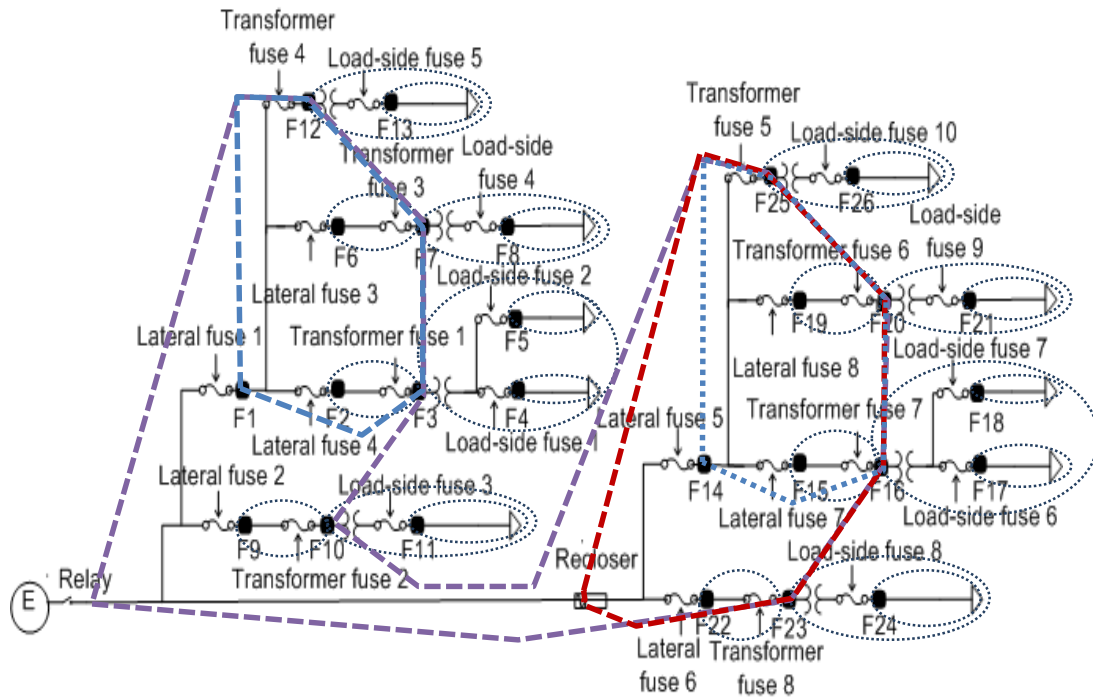 Transformer
fuse 4
Load-side fuse 5
F12
F13
Transformer
fuse 3
Load-side
fuse 4
F6
F7
F8
Lateral fuse 3
Load-side fuse 2
F5
Lateral fuse 1
Transformer fuse 1
F1
F2
F3
F4
Lateral fuse 4
Load-side fuse 1
Lateral fuse 2
Load-side fuse 3
F9
F10
F11
Transformer fuse 2
E
Relay
Recloser
Transformer
fuse 5
Load-side fuse 10
F25
F26
Load-side
fuse 9
Transformer fuse 6
F19
F20
F21
Lateral fuse 8
Load-side fuse 7
F18
Lateral fuse 5
Transformer fuse 7
F14
F15
F16
F17
Lateral fuse 7
Load-side fuse 6
Load-side fuse 8
F22
F23
F24
Lateral
fuse 6
Transformer
fuse 8